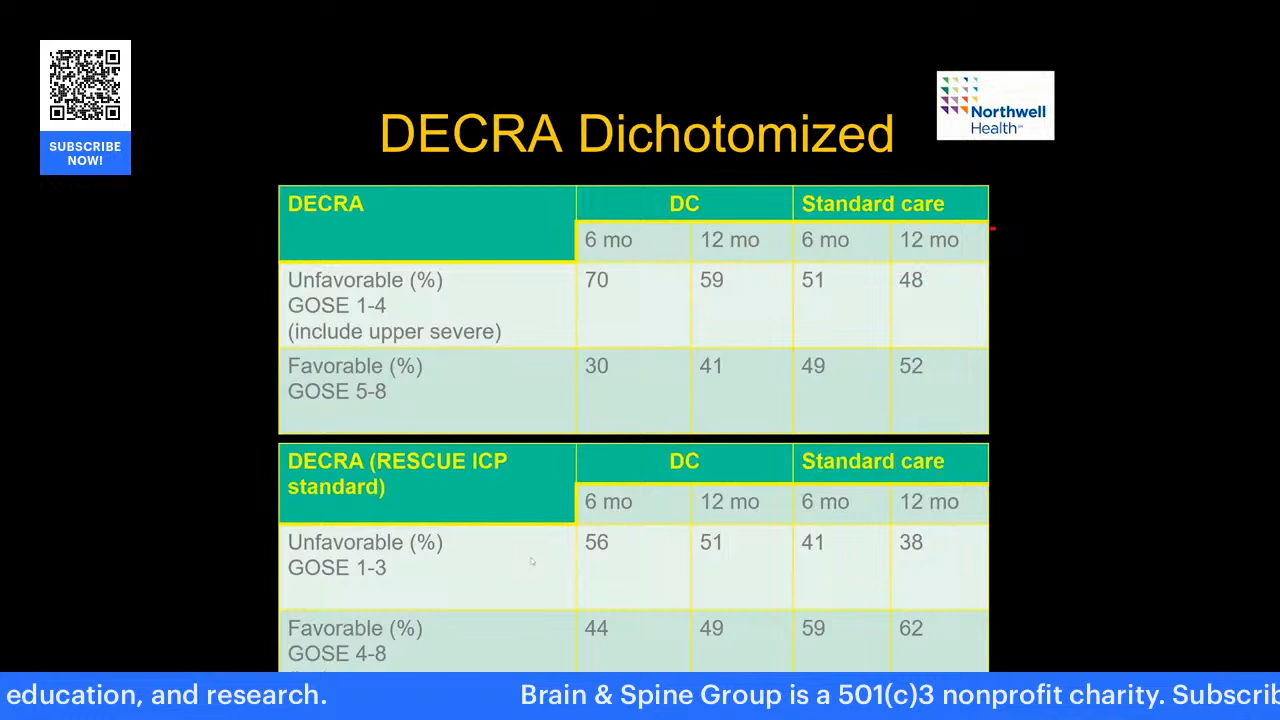 SUBSCRIBE
NOW!
Northwell
Health℠
DECRA Dichotomized
DECRA DC Standard care
6 mo 12 mo 6 mo 12 mo
Unfavorable (%) 70 59 51 48
GOSE 1-4
(include upper severe)
Favorable (%) 30 41 49 52
GOSE 5-8
DECRA (RESCUE ICP DC Standard care
standard)
6 mo 12 mo 6 mo 12 mo
Unfavorable (%) 56 51 41 38
GOSE 1-3
Favorable (%) 44 49 59 62
GOSE 4-8
education, and research. Brain & Spine Group is a 501(c)3 nonprofit charity. Subscrib